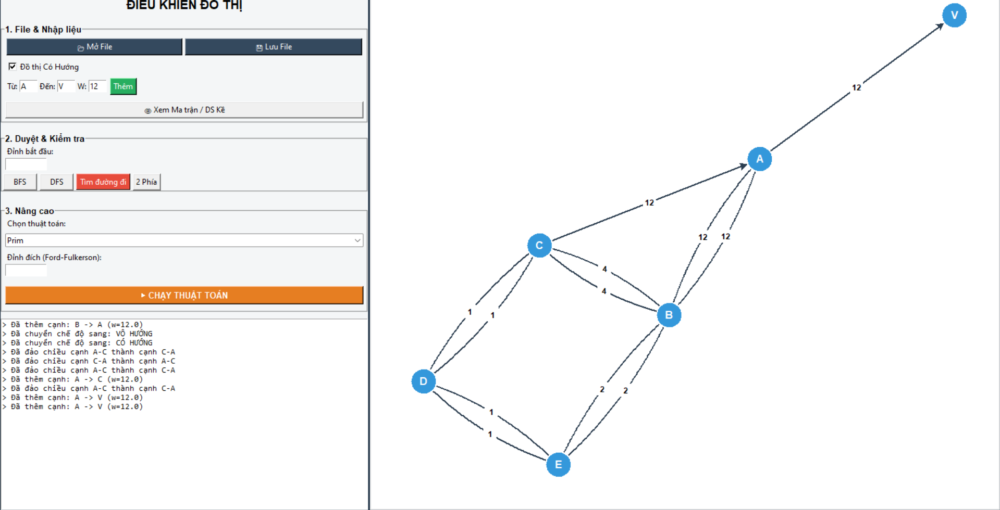 ĐIỀU KHIỂN ĐỒ THỊ
1. File & Nhập liệu
Mở File
Lưu File
Đồ thị Có Hướng
Từ: A Đến: V W: 12 Thêm
Xem Ma trận / DS Kề
2. Duyệt & Kiểm tra
Đỉnh bắt đầu:
BFS DFS Tìm đường đi 2 Phía
3. Nâng cao
Chọn thuật toán:
Prim
Đỉnh đích (Ford-Fulkerson):
CHẠY THUẬT TOÁN
> Đã thêm cạnh: B -> A (w=12.0)
> Đã chuyển chế độ sang: VÔ HƯỚNG
> Đã chuyển chế độ sang: CÓ HƯỚNG
> Đã đảo chiều cạnh A-C thành cạnh C-A
> Đã đảo chiều cạnh C-A thành cạnh A-C
> Đã đảo chiều cạnh A-C thành cạnh C-A
> Đã thêm cạnh: A -> C (w=12.0)
> Đã đảo chiều cạnh A-C thành cạnh C-A
> Đã thêm cạnh: A -> V (w=12.0)
> Đã thêm cạnh: A -> V (w=12.0)
V
12
A
12
12 12
C
4
4
1 1
B
D
2 2
1
1
E